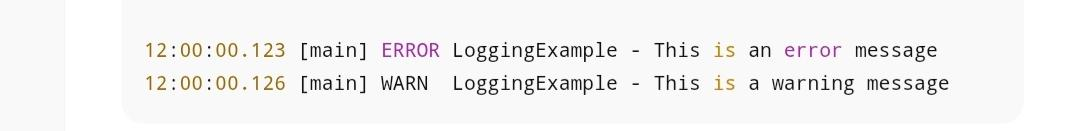 12:00:00.123 [main] ERROR LoggingExample - This is an error message
12:00:00.126 [main] WARN  LoggingExample - This is a warning message